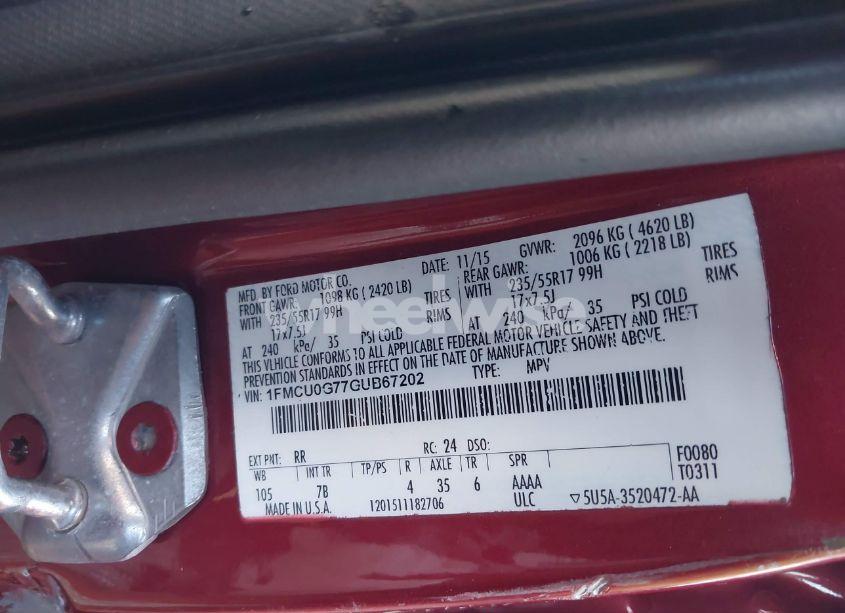 MFD. BY FORD MOTOR CO.
DATE: 11/15 GVWR: 2096 KG ( 4620 LB)
FRONT GAWR: 1098 KG ( 2420 LB) REAR GAWR: 1006 KG ( 2218 LB)
WITH 235/55R17 99H TIRES WITH 235/55R17 99H TIRES
17x7.5J RIMS 17x7.5J RIMS
AT 240 kPa/ 35 PSI COLD AT 240 kPa/ 35 PSI COLD
THIS VEHICLE CONFORMS TO ALL APPLICABLE FEDERAL MOTOR VEHICLE SAFETY AND THEFT
PREVENTION STANDARDS IN EFFECT ON THE DATE OF MANUFACTURE SHOWN ABOVE.
VIN: 1FMCU0G77GUB67202 TYPE: MPV
EXT PNT: RR RC: 24 DSO:
WB INT TR TP/PS R AXLE TR SPR F0080
105 7B 4 35 6 AAAA T0311
MADE IN U.S.A. 1201511182706 ULC ▽5U5A-3520472-AA
wheelwise